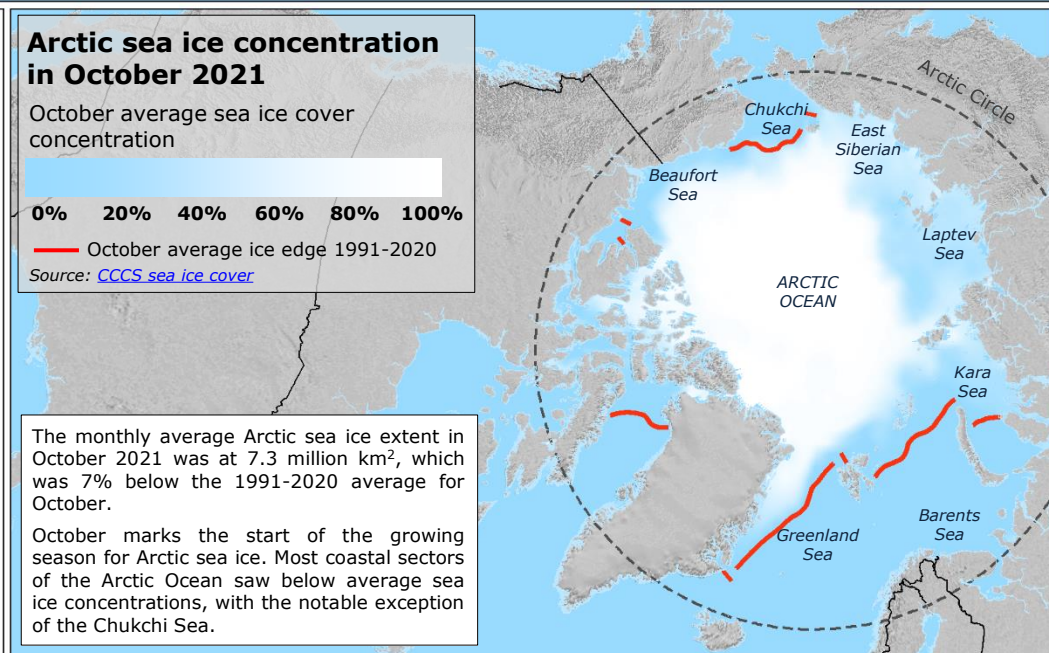 Arctic sea ice concentration
in October 2021
October average sea ice cover
concentration
0% 20% 40% 60% 80% 100%
October average ice edge 1991-2020
Source: CCCS sea ice cover
Arctic Circle
Chukchi
Sea
East
Siberian
Sea
Beaufort
Sea
Laptev
Sea
ARCTIC
OCEAN
Kara
Sea
Barents
Sea
Greenland
Sea
The monthly average Arctic sea ice extent in
October 2021 was at 7.3 million km², which
was 7% below the 1991-2020 average for
October.
October marks the start of the growing
season for Arctic sea ice. Most coastal sectors
of the Arctic Ocean saw below average sea
ice concentrations, with the notable exception
of the Chukchi Sea.